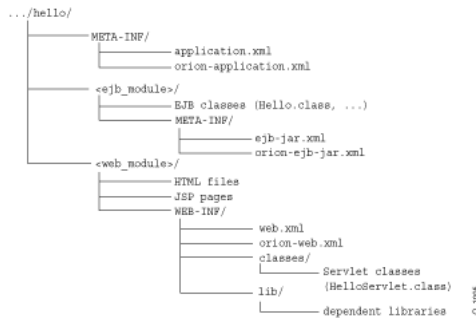 .../hello/
META-INF/
application.xml
orion-application.xml
<ejb_module>/
EJB classes (Hello.class, ...)
META-INF/
ejb-jar.xml
orion-ejb-jar.xml
<web_module>/
HTML files
JSP pages
WEB-INF/
web.xml
orion-web.xml
classes/
Servlet classes
(HelloServlet.class)
lib/
dependent libraries